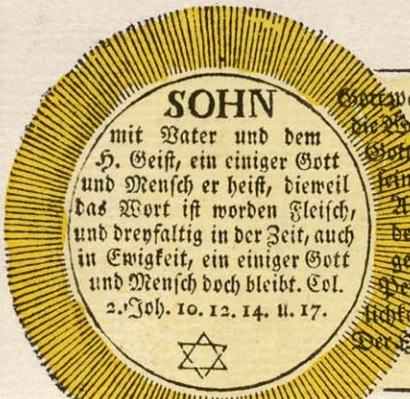 SOHN
mit Vater und dem
H. Geist, ein einiger Gott
und Mensch er heist, dieweil
das Wort ist worden Fleisch,
und dreyfaltig in der Zeit, auch
in Ewigkeit, ein einiger Gott
und Mensch doch bleibt. Col.
2. Joh. 10. 12. 14. u. 17.